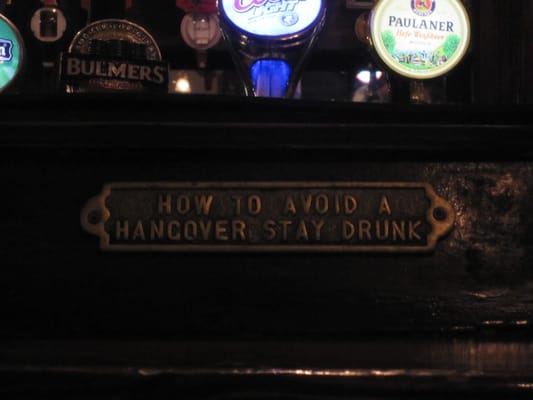 Coors
LIGHT
PAULANER
BULMERS
HOW TO AVOID A
HANGOVER STAY DRUNK